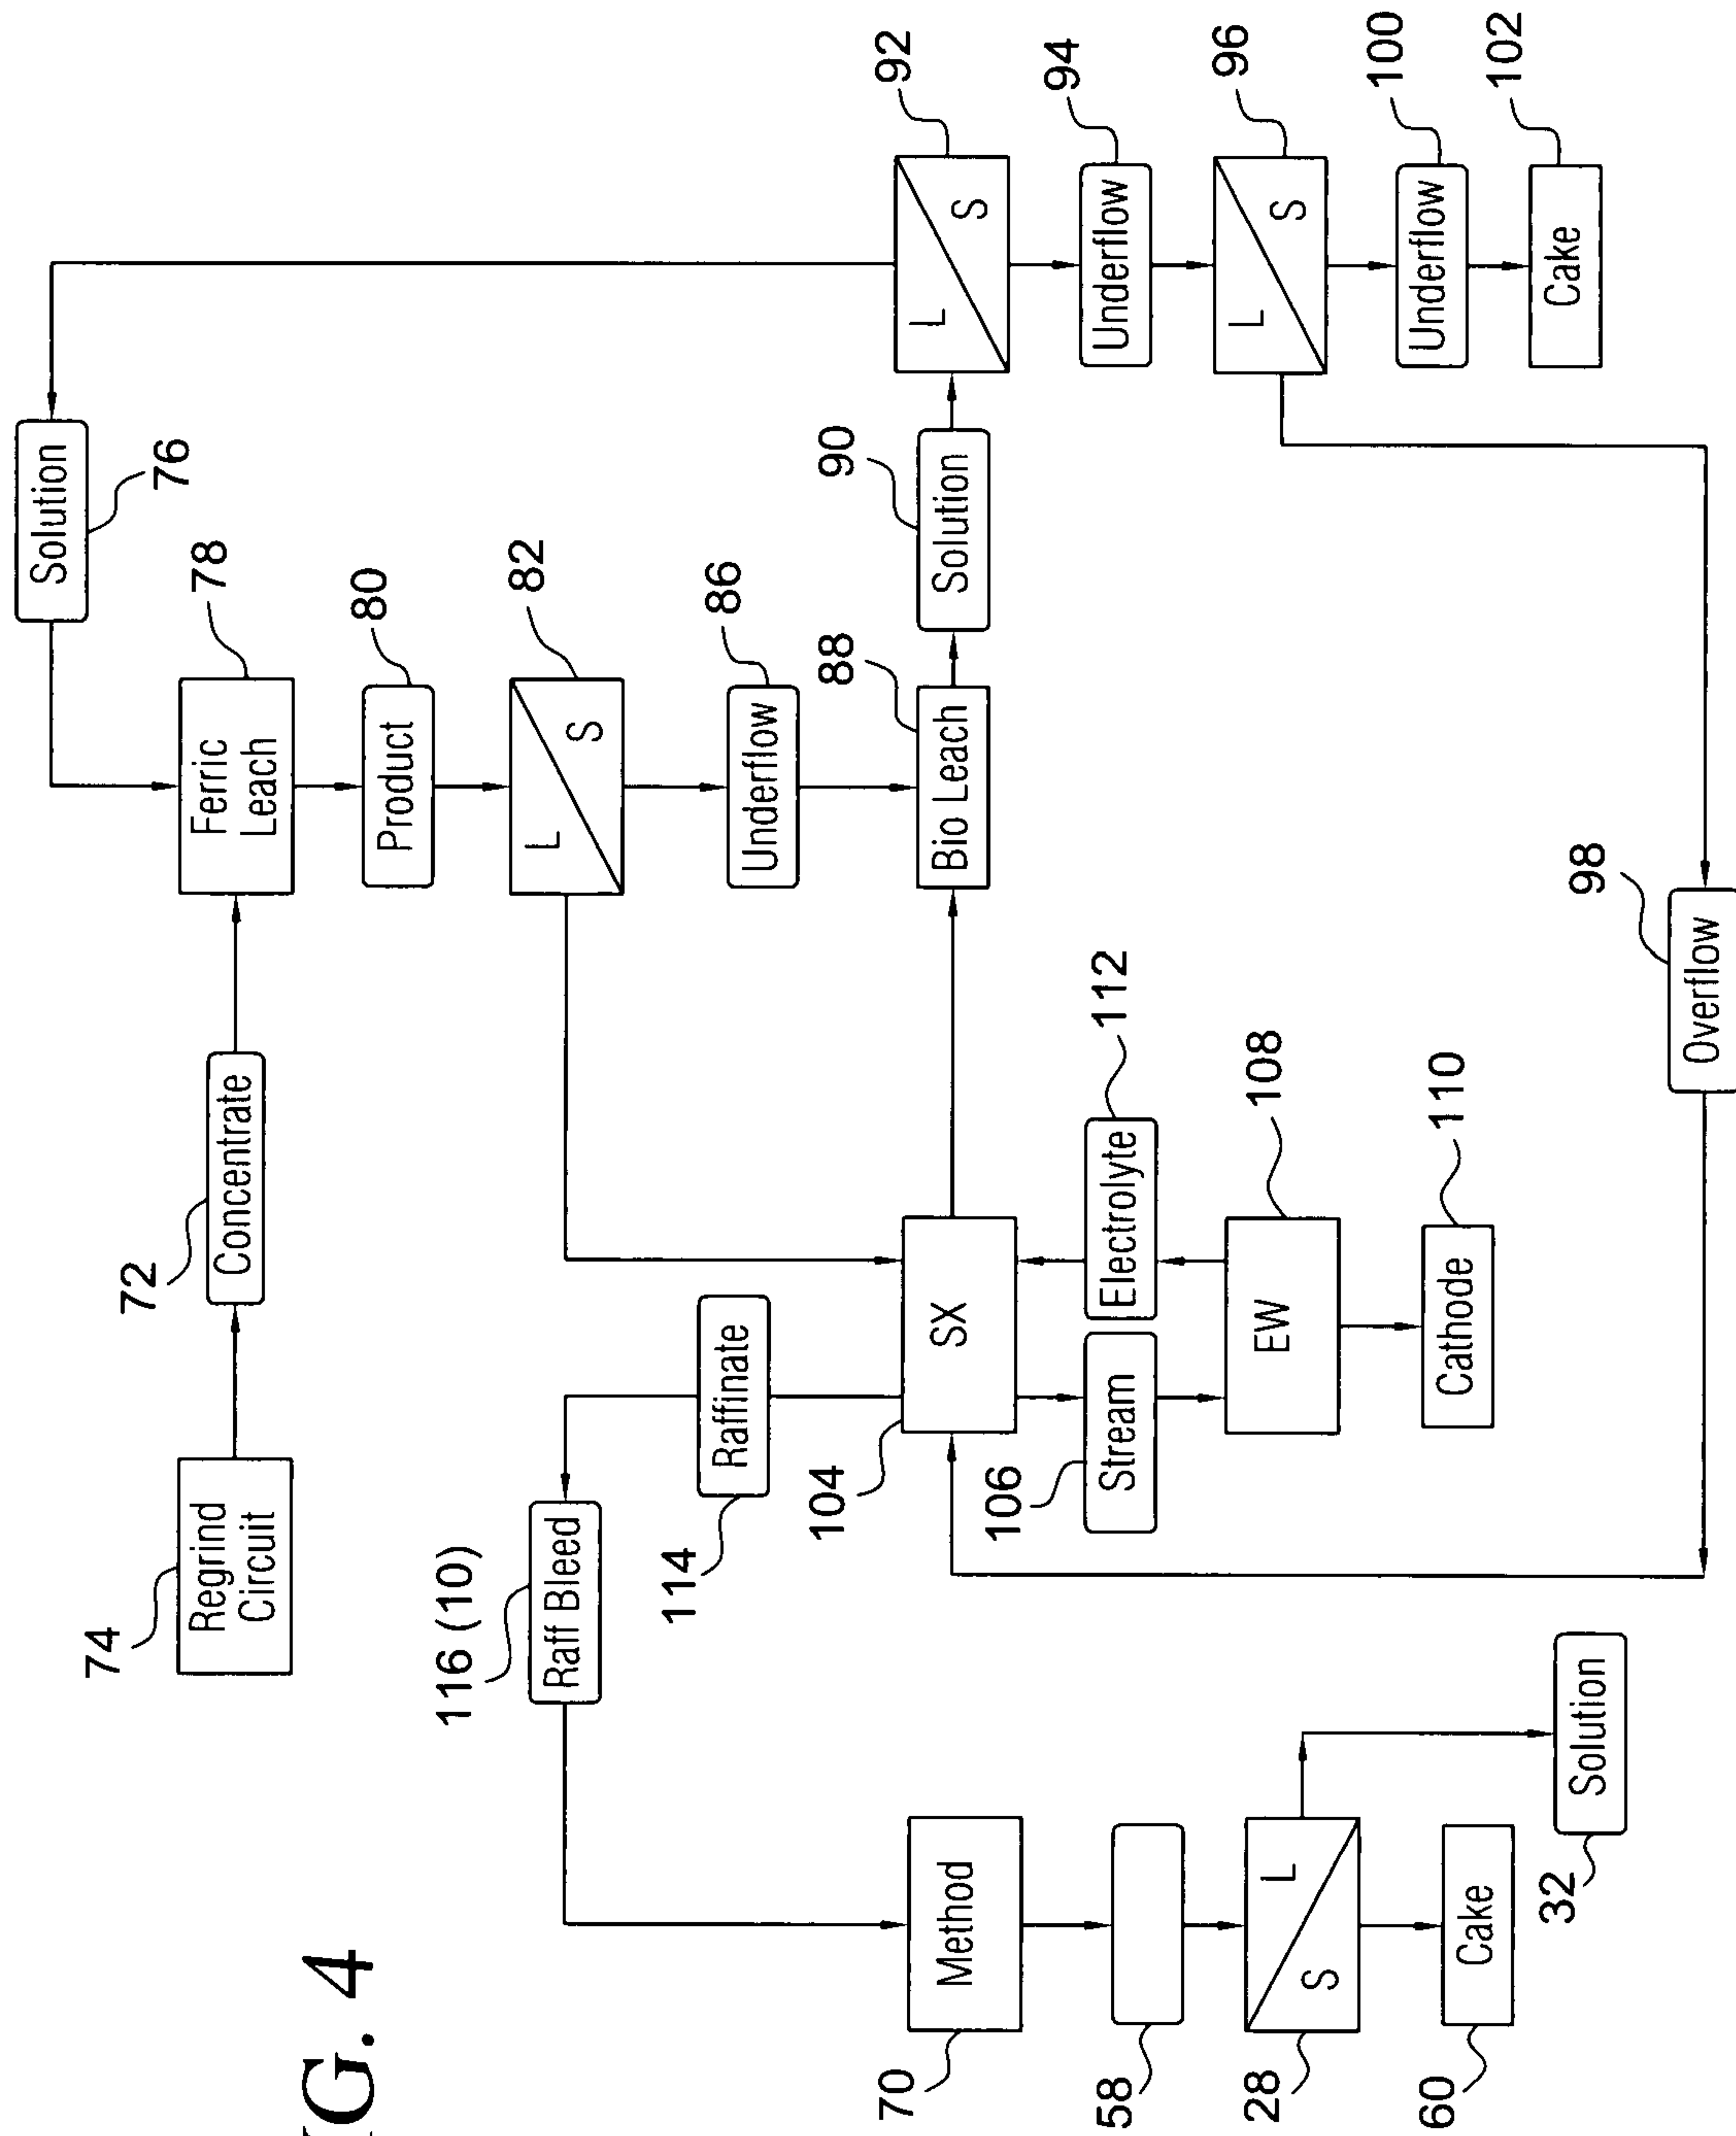 IG. 4
74
Regrind
Circuit
72
Concentrate
Ferric
Leach
78
Solution
76
Product
80
L
S
82
Underflow
86
116 (10)
Raff Bleed
Raffinate
114
SX
104
Bio Leach
88
Solution
90
L
S
92
Underflow
94
L
S
96
Underflow
100
Cake
102
Stream
106
Electrolyte
112
EW
108
Cathode
110
Overflow
98
Method
70
58
S
L
28
Cake
60
Solution
32